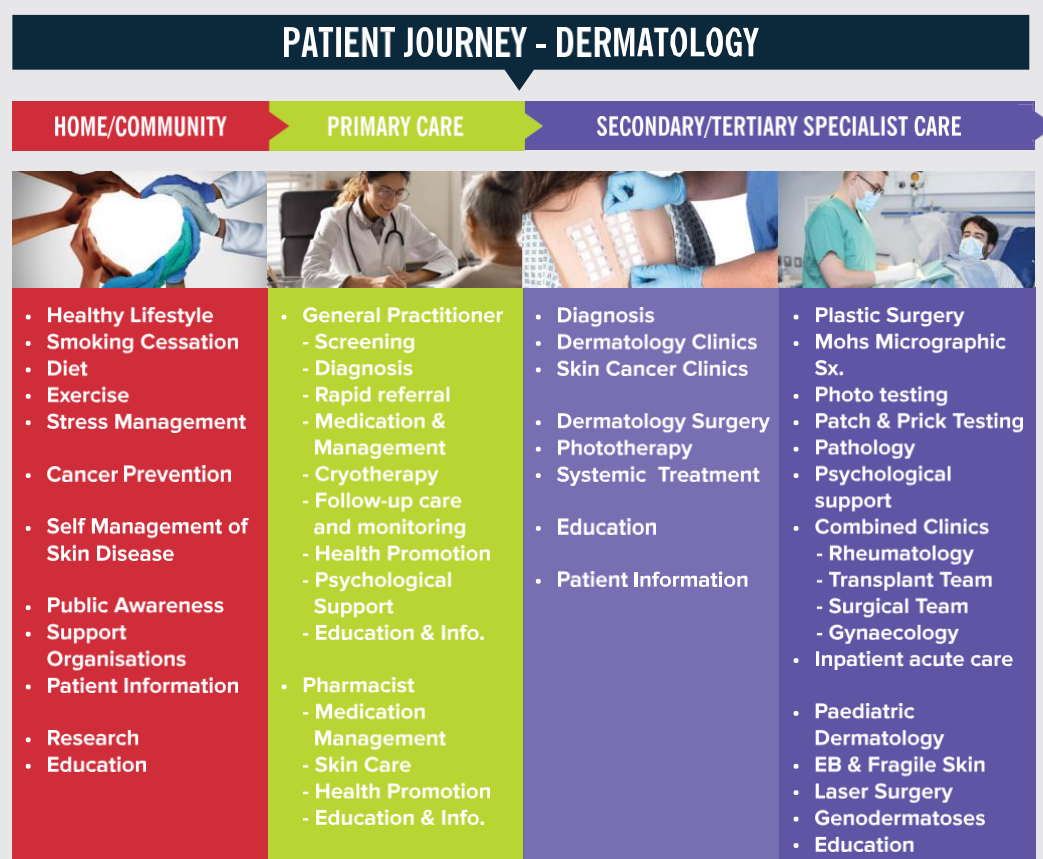 PATIENT JOURNEY - DERMATOLOGY
HOME/COMMUNITY
PRIMARY CARE
SECONDARY/TERTIARY SPECIALIST CARE
• Healthy Lifestyle
• Smoking Cessation
• Diet
• Exercise
• Stress Management
• Cancer Prevention
• Self Management of
Skin Disease
• Public Awareness
• Support
Organisations
• Patient Information
• Research
• Education
• General Practitioner
- Screening
- Diagnosis
- Rapid referral
- Medication &
Management
- Cryotherapy
- Follow-up care
and monitoring
- Health Promotion
- Psychological
Support
- Education & Info.
• Pharmacist
- Medication
Management
- Skin Care
- Health Promotion
- Education & Info.
• Diagnosis
• Dermatology Clinics
• Skin Cancer Clinics
• Dermatology Surgery
• Phototherapy
• Systemic Treatment
• Education
• Patient Information
• Plastic Surgery
• Mohs Micrographic
Sx.
• Photo testing
• Patch & Prick Testing
• Pathology
• Psychological
support
• Combined Clinics
- Rheumatology
- Transplant Team
- Surgical Team
- Gynaecology
• Inpatient acute care
• Paediatric
Dermatology
• EB & Fragile Skin
• Laser Surgery
• Genodermatoses
• Education